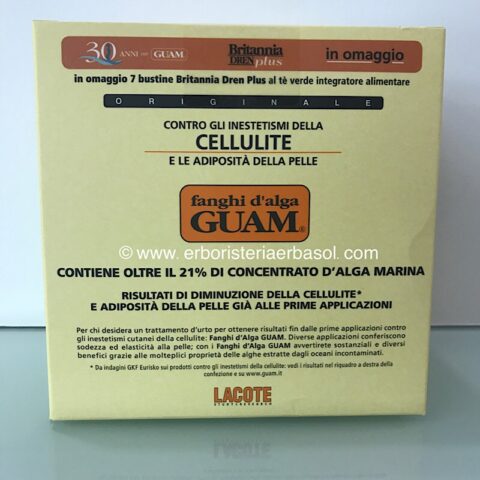 30 ANNI CON GUAM
Britannia
DREN plus
in omaggio
in omaggio 7 bustine Britannia Dren Plus al tè verde integratore alimentare
ORIGINALE
CONTRO GLI INESTETISMI DELLA
CELLULITE
E LE ADIPOSITÀ DELLA PELLE
fanghi d'alga
GUAM®
© www. erboristeriaerbasol.com
CONTIENE OLTRE IL 21% DI CONCENTRATO D'ALGA MARINA
RISULTATI DI DIMINUZIONE DELLA CELLULITE*
E ADIPOSITÀ DELLA PELLE GIÀ ALLE PRIME APPLICAZIONI
Per chi desidera un trattamento d'urto per ottenere risultati fin dalle prime applicazioni contro
gli inestetismi cutanei della cellulite: Fanghi d'Alga GUAM. Diverse applicazioni conferiscono
sodezza ed elasticità alla pelle; con i Fanghi d'Alga GUAM avvertirete sostanziali e diversi
benefici grazie alle molteplici proprietà delle alghe estratte dagli oceani incontaminati.
* Da indagini GKF Eurisko sui prodotti contro gli inestetismi della cellulite: vedi i risultati nel riquadro a destra della
confezione e su www.guam.it
LACOTE